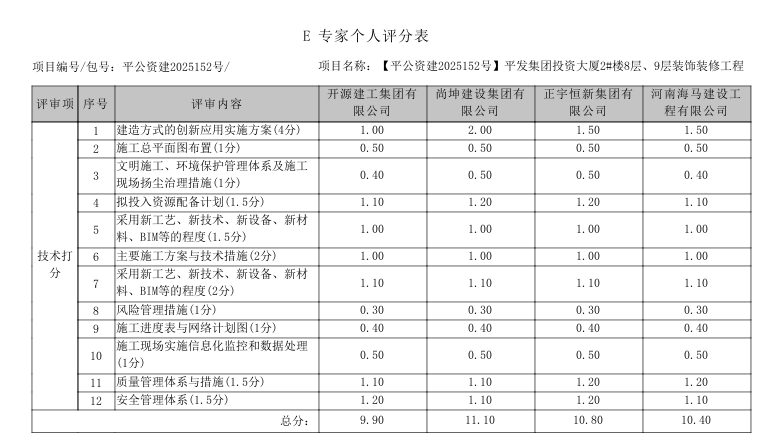 E 专家个人评分表
项目编号/包号: 平公资建2025152号/ 项目名称: 【平公资建2025152号】平发集团投资大厦2#楼8层、9层装饰装修工程
评审项 序号 评审内容 开源建工集团有限公司 尚坤建设集团有限公司 正宇恒新集团有限公司 河南海马建设工程有限公司
技术打分
1 建造方式的创新应用实施方案(4分) 1.00 2.00 1.50 1.50
2 施工总平面图布置(1分) 0.50 0.50 0.50 0.50
3 文明施工、环境保护管理体系及施工现场扬尘治理措施(1分) 0.40 0.50 0.50 0.40
4 拟投入资源配备计划(1.5分) 1.10 1.20 1.20 1.10
5 采用新工艺、新技术、新设备、新材料、BIM等的程度(1.5分) 1.00 1.00 1.00 1.00
6 主要施工方案与技术措施(2分) 1.00 1.00 1.00 1.00
7 采用新工艺、新技术、新设备、新材料、BIM等的程度(2分) 1.10 1.10 1.10 1.10
8 风险管理措施(1分) 0.30 0.30 0.30 0.30
9 施工进度表与网络计划图(1分) 0.40 0.40 0.40 0.40
10 施工现场实施信息化监控和数据处理(1分) 0.50 0.50 0.50 0.50
11 质量管理体系与措施(1.5分) 1.10 1.10 1.20 1.20
12 安全管理体系(1.5分) 1.20 1.10 1.20 1.10
总分: 9.90 11.10 10.80 10.40